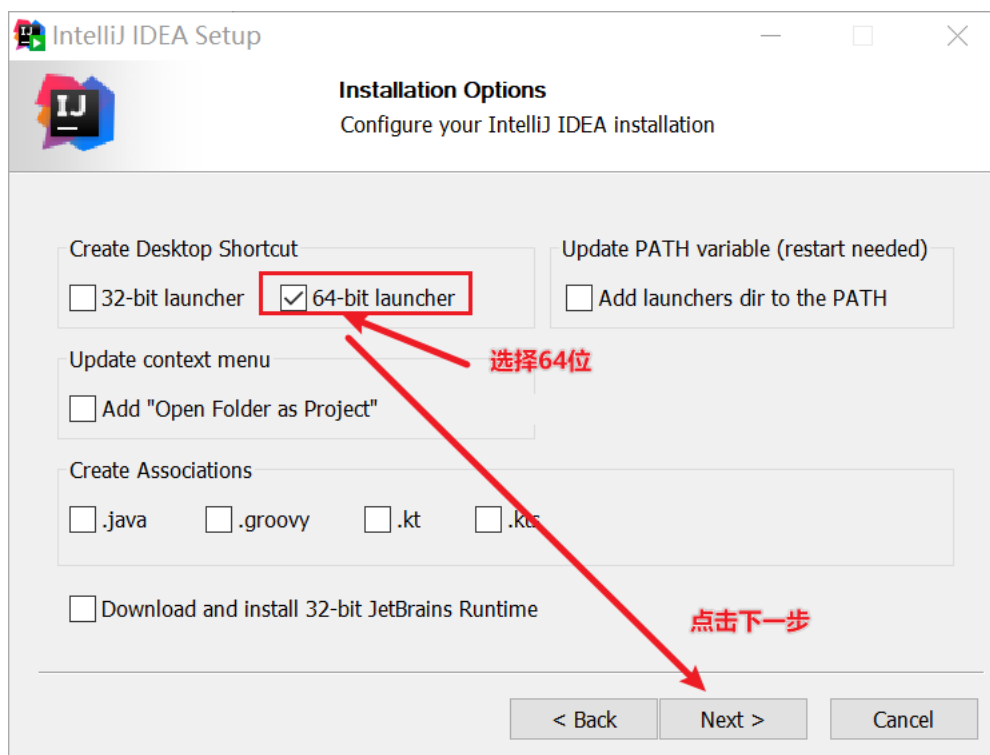 IntelliJ IDEA Setup
IJ
Installation Options
Configure your IntelliJ IDEA installation
Create Desktop Shortcut
32-bit launcher
64-bit launcher
Update PATH variable (restart needed)
Add launchers dir to the PATH
选择64位
Update context menu
Add "Open Folder as Project"
Create Associations
.java
.groovy
.kt
.kts
Download and install 32-bit JetBrains Runtime
点击下一步
< Back
Next >
Cancel